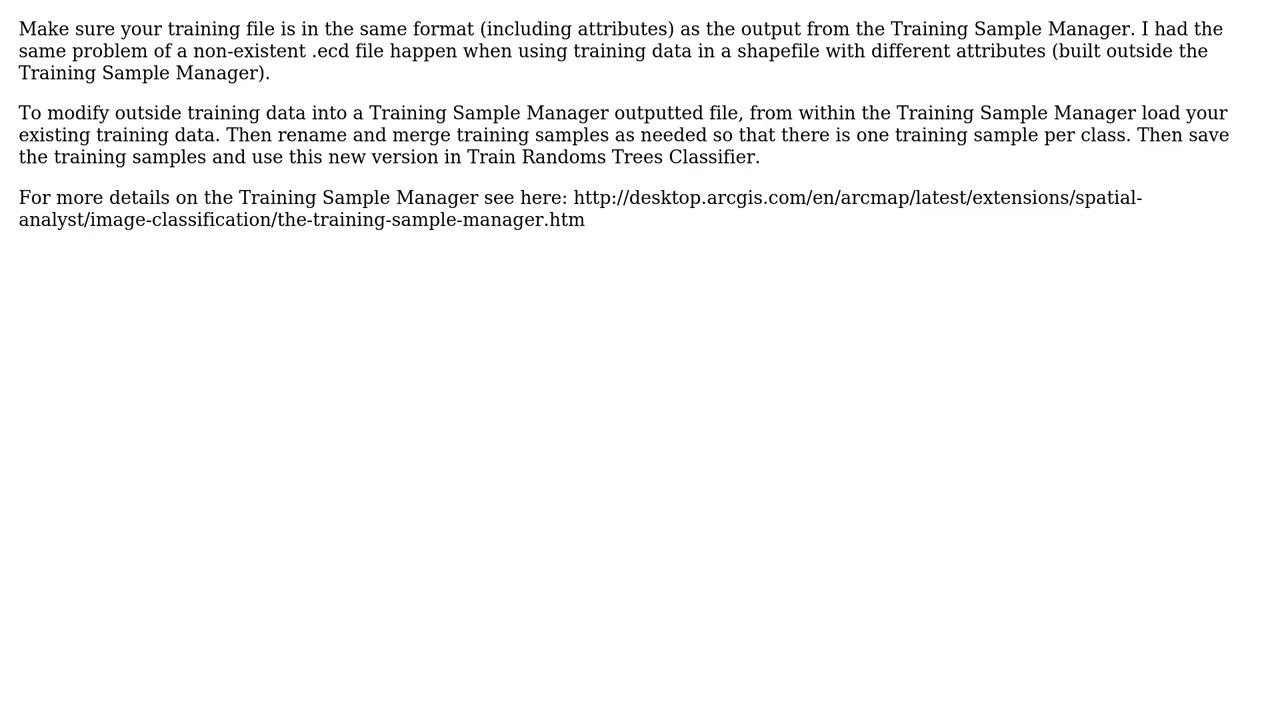 Make sure your training file is in the same format (including attributes) as the output from the Training Sample Manager. I had the
same problem of a non-existent .ecd file happen when using training data in a shapefile with different attributes (built outside the
Training Sample Manager).
To modify outside training data into a Training Sample Manager outputted file, from within the Training Sample Manager load your
existing training data. Then rename and merge training samples as needed so that there is one training sample per class. Then save
the training samples and use this new version in Train Randoms Trees Classifier.
For more details on the Training Sample Manager see here: http://desktop.arcgis.com/en/arcmap/latest/extensions/spatial-
analyst/image-classification/the-training-sample-manager.htm